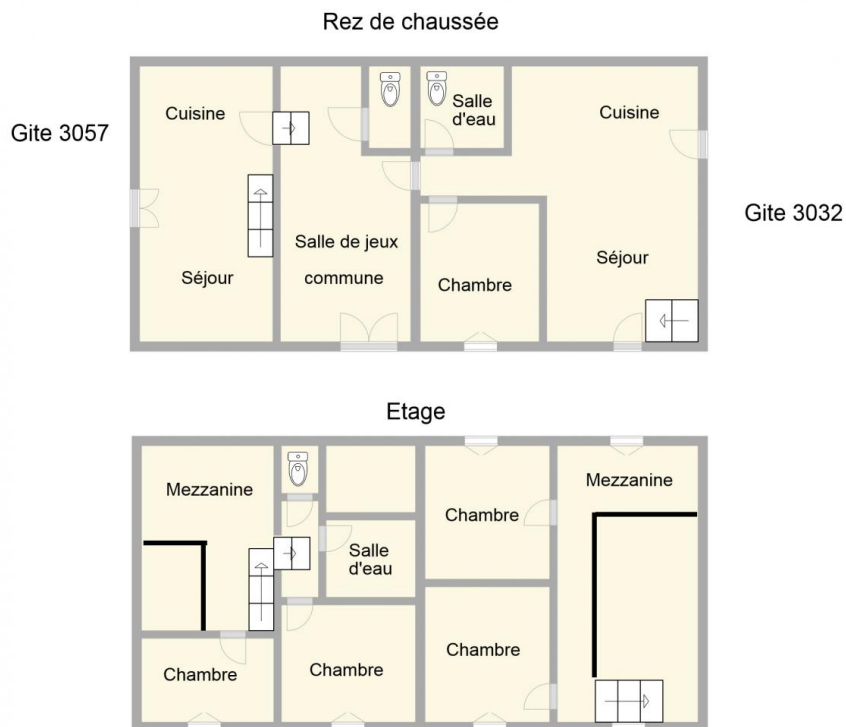 Rez de chaussée
Gite 3057
Cuisine
Séjour
Salle de jeux
commune
Salle
d'eau
Chambre
Cuisine
Séjour
Gite 3032
Etage
Mezzanine
Chambre
Salle
d'eau
Chambre
Chambre
Chambre
Mezzanine